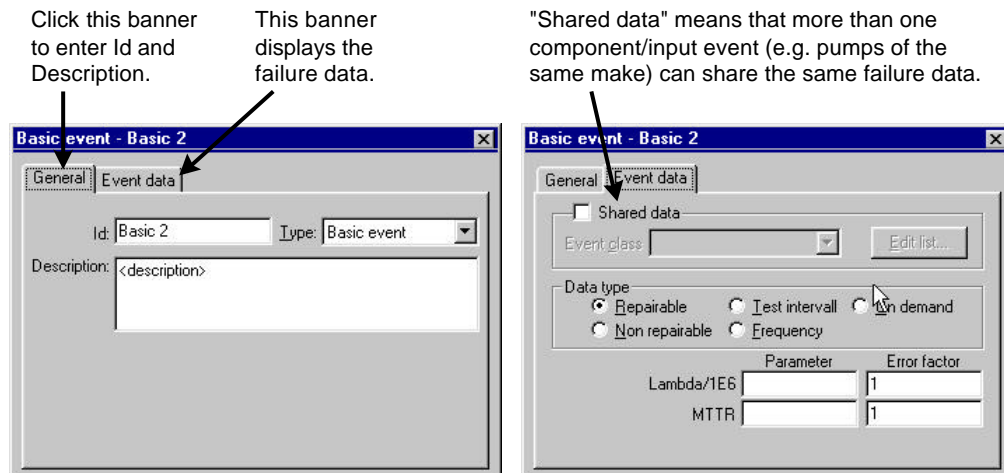 Click this banner
to enter Id and
Description.
This banner
displays the
failure data.
"Shared data" means that more than one
component/input event (e.g. pumps of the
same make) can share the same failure data.
Basic event - Basic 2
General
Event data
Id: Basic 2
Type: Basic event
Description: <description>
Basic event - Basic 2
General
Event data
Shared data
Event class
Edit list...
Data type
Repairable
Test intervall
On demand
Non repairable
Frequency
Parameter
Error factor
Lambda/1E6
1
MTTR
1